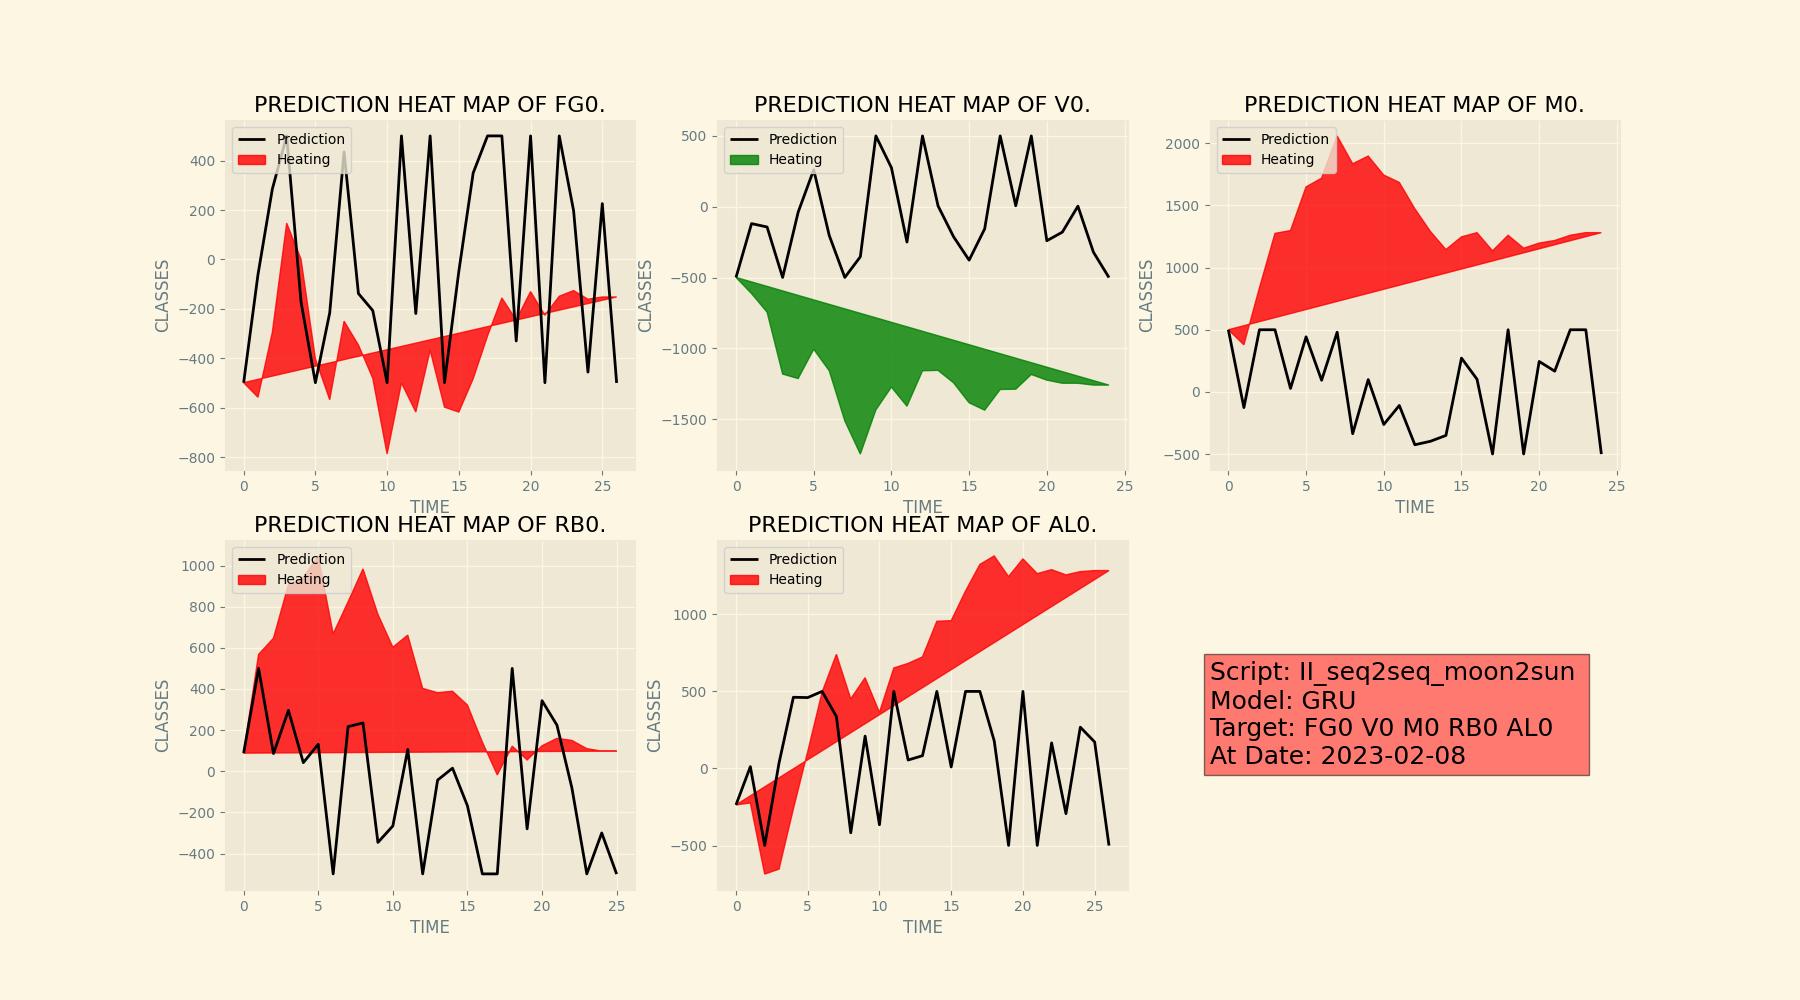 PREDICTION HEAT MAP OF FG0.
Prediction
Heating
400
200
0
−200
−400
−600
−800
CLASSES
0 5 10 15 20 25
TIME
PREDICTION HEAT MAP OF V0.
Prediction
Heating
500
0
−500
−1000
−1500
CLASSES
0 5 10 15 20 25
TIME
PREDICTION HEAT MAP OF M0.
Prediction
Heating
2000
1500
1000
500
0
−500
CLASSES
0 5 10 15 20 25
TIME
PREDICTION HEAT MAP OF RB0.
Prediction
Heating
1000
800
600
400
200
0
−200
−400
CLASSES
0 5 10 15 20 25
TIME
PREDICTION HEAT MAP OF AL0.
Prediction
Heating
1000
500
0
−500
CLASSES
0 5 10 15 20 25
TIME
Script: II_seq2seq_moon2sun
Model: GRU
Target: FG0 V0 M0 RB0 AL0
At Date: 2023-02-08